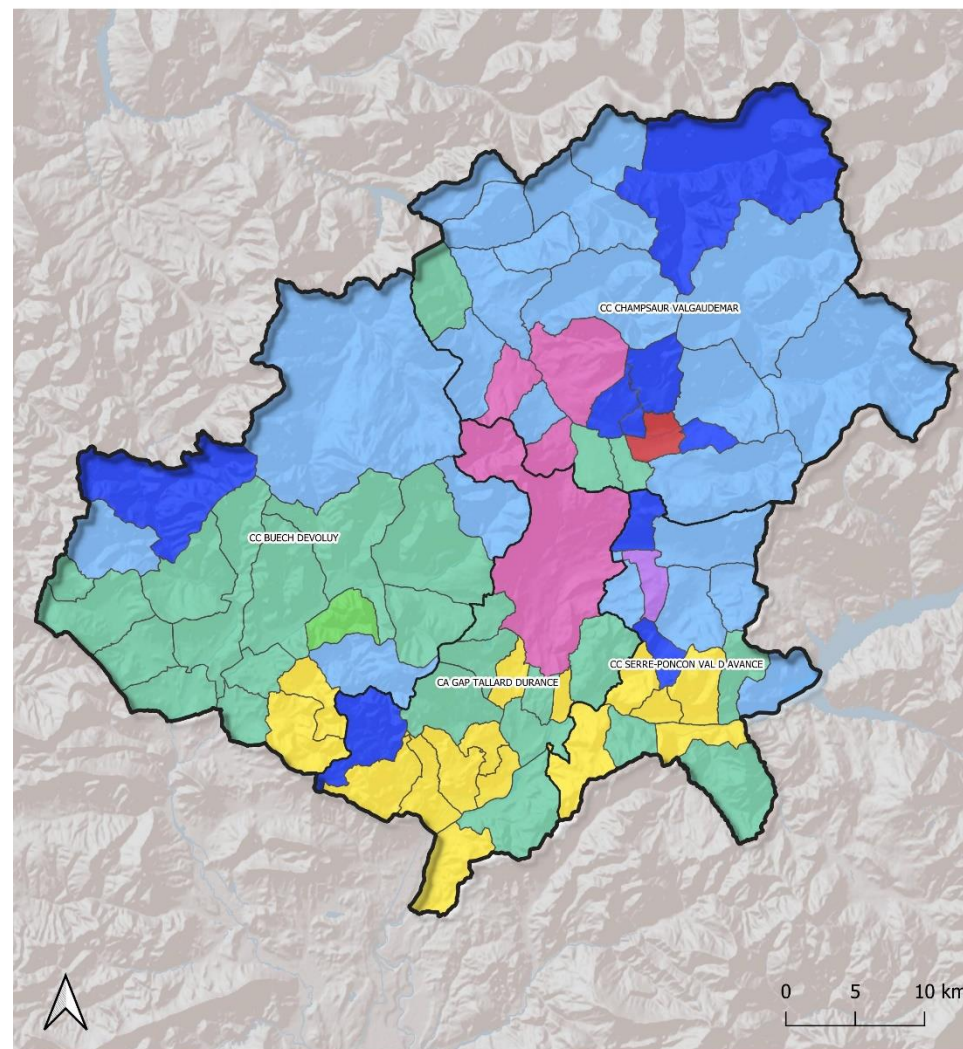 CC CHAMPSAUR VALGAUDEMAR
CC BUECH DEVOLUY
CC SERRE-PONCON VAL D AVANCE
CA GAP TALLARD DURANCE
0 5 10 km